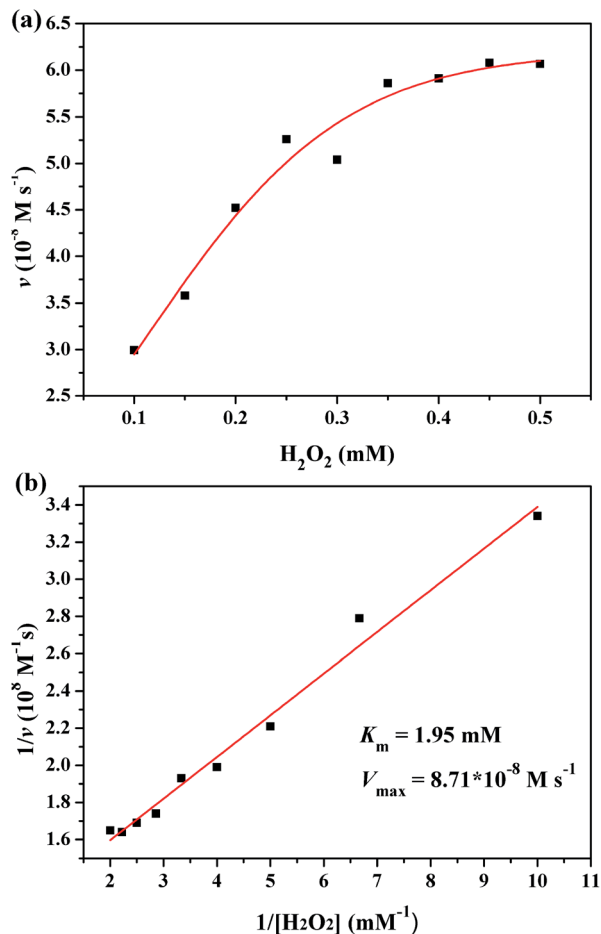 (a)
6.5
6.0
5.5
5.0
4.5
4.0
3.5
3.0
2.5
v (10⁻⁸ M s⁻¹)
0.1 0.2 0.3 0.4 0.5
H₂O₂ (mM)
(b)
3.4
3.2
3.0
2.8
2.6
2.4
2.2
2.0
1.8
1.6
1/v (10⁸ M⁻¹s)
Kₘ = 1.95 mM
Vmax = 8.71*10⁻⁸ M s⁻¹
2 3 4 5 6 7 8 9 10 11
1/[H₂O₂] (mM⁻¹)